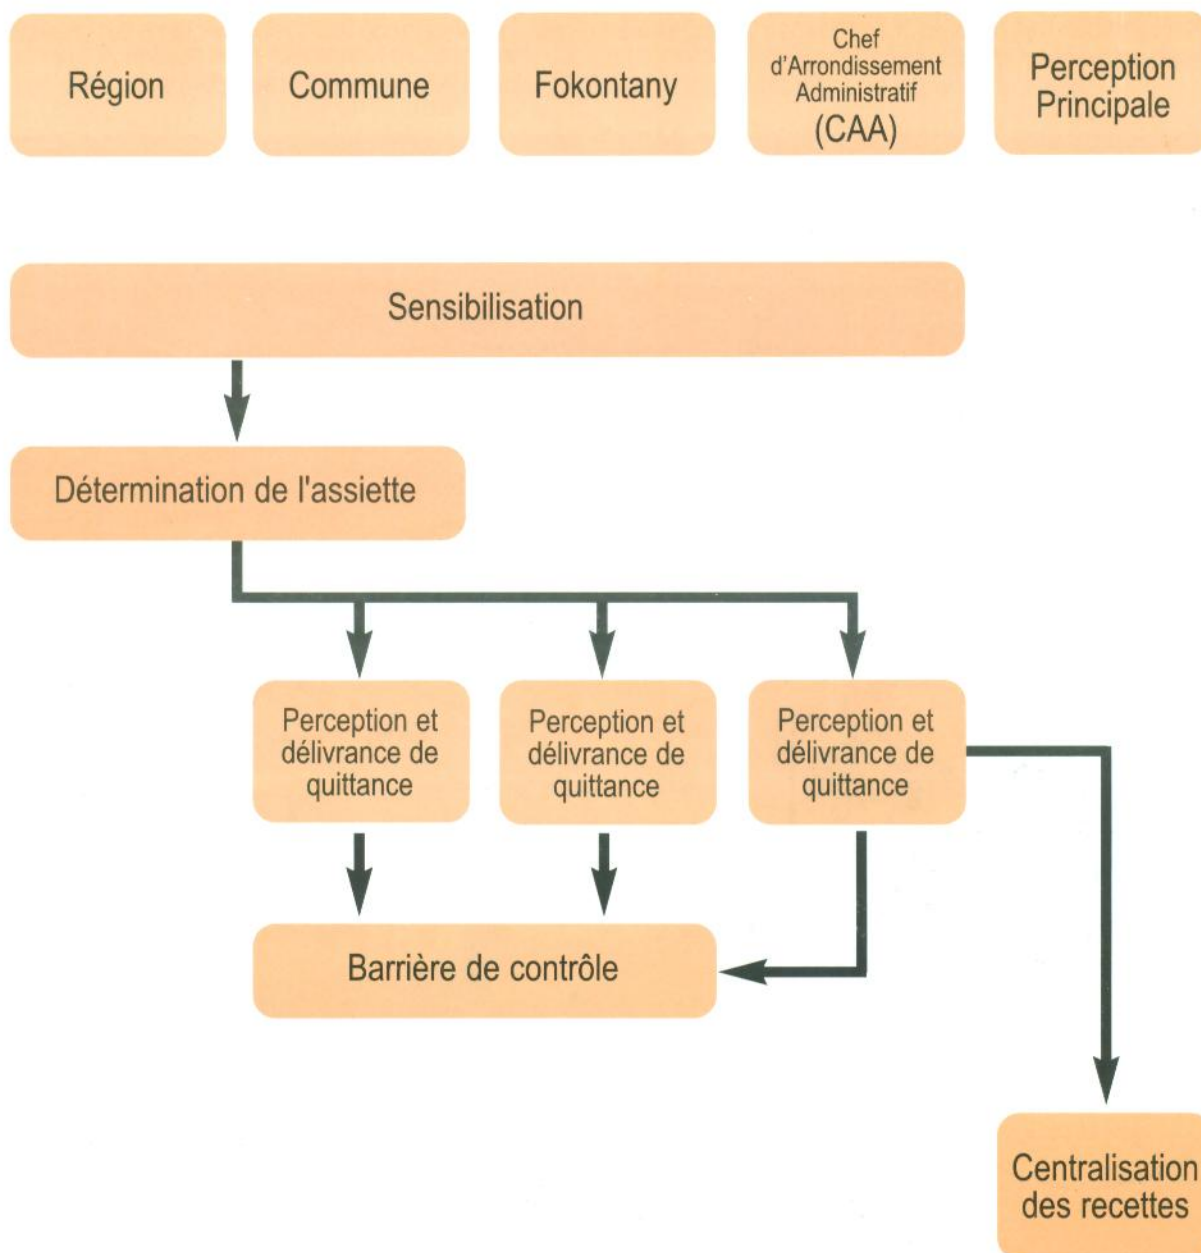 Région
Commune
Fokontany
Chef
d'Arrondissement
Administratif
(CAA)
Perception
Principale
Sensibilisation
Détermination de l'assiette
Perception et
délivrance de
quittance
Perception et
délivrance de
quittance
Perception et
délivrance de
quittance
Barrière de contrôle
Centralisation
des recettes